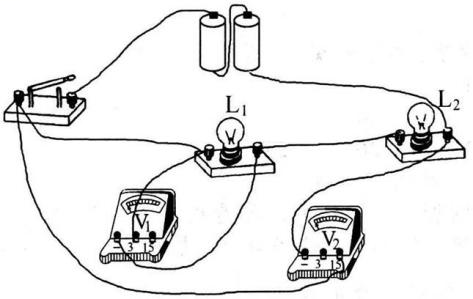 L₁
L₂
V₁
- 3 15
V₂
- 3 15